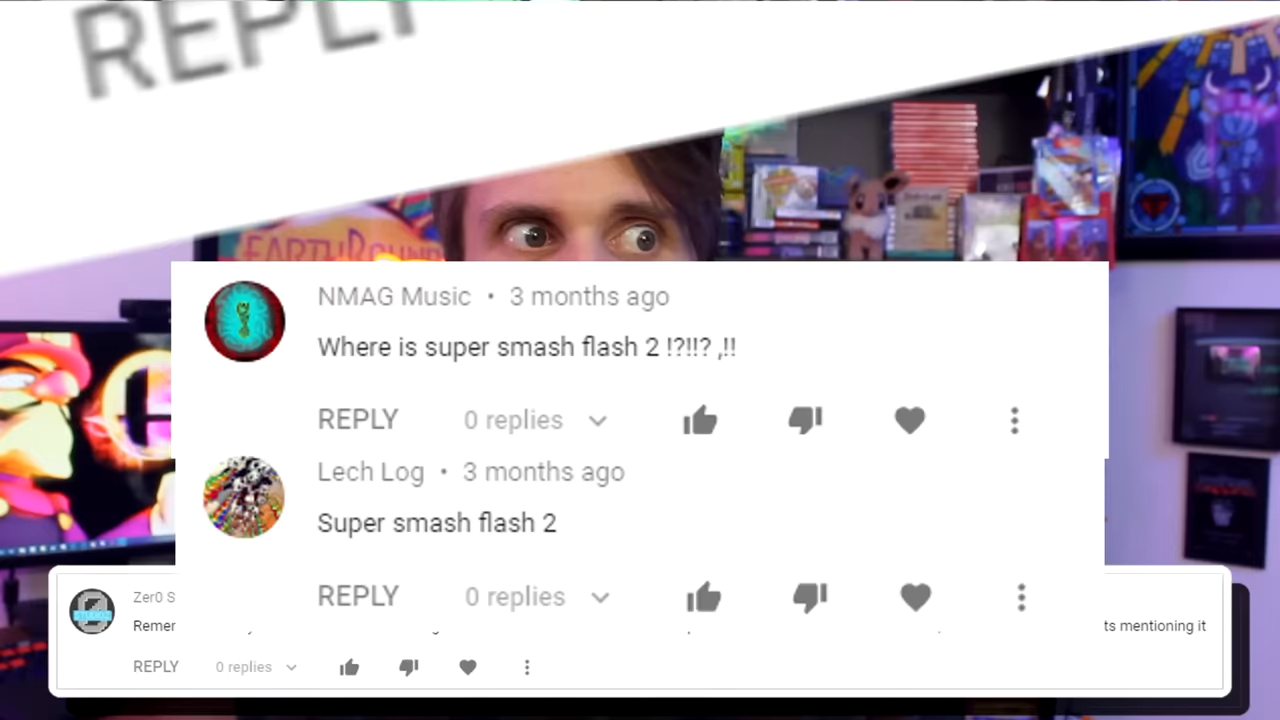 REPLY
EARTHBOUND
NMAG Music • 3 months ago
Where is super smash flash 2 !?!!? ,!!
REPLY 0 replies
Lech Log • 3 months ago
Super smash flash 2
REPLY 0 replies
Zer0 S
Remer
ts mentioning it
REPLY 0 replies